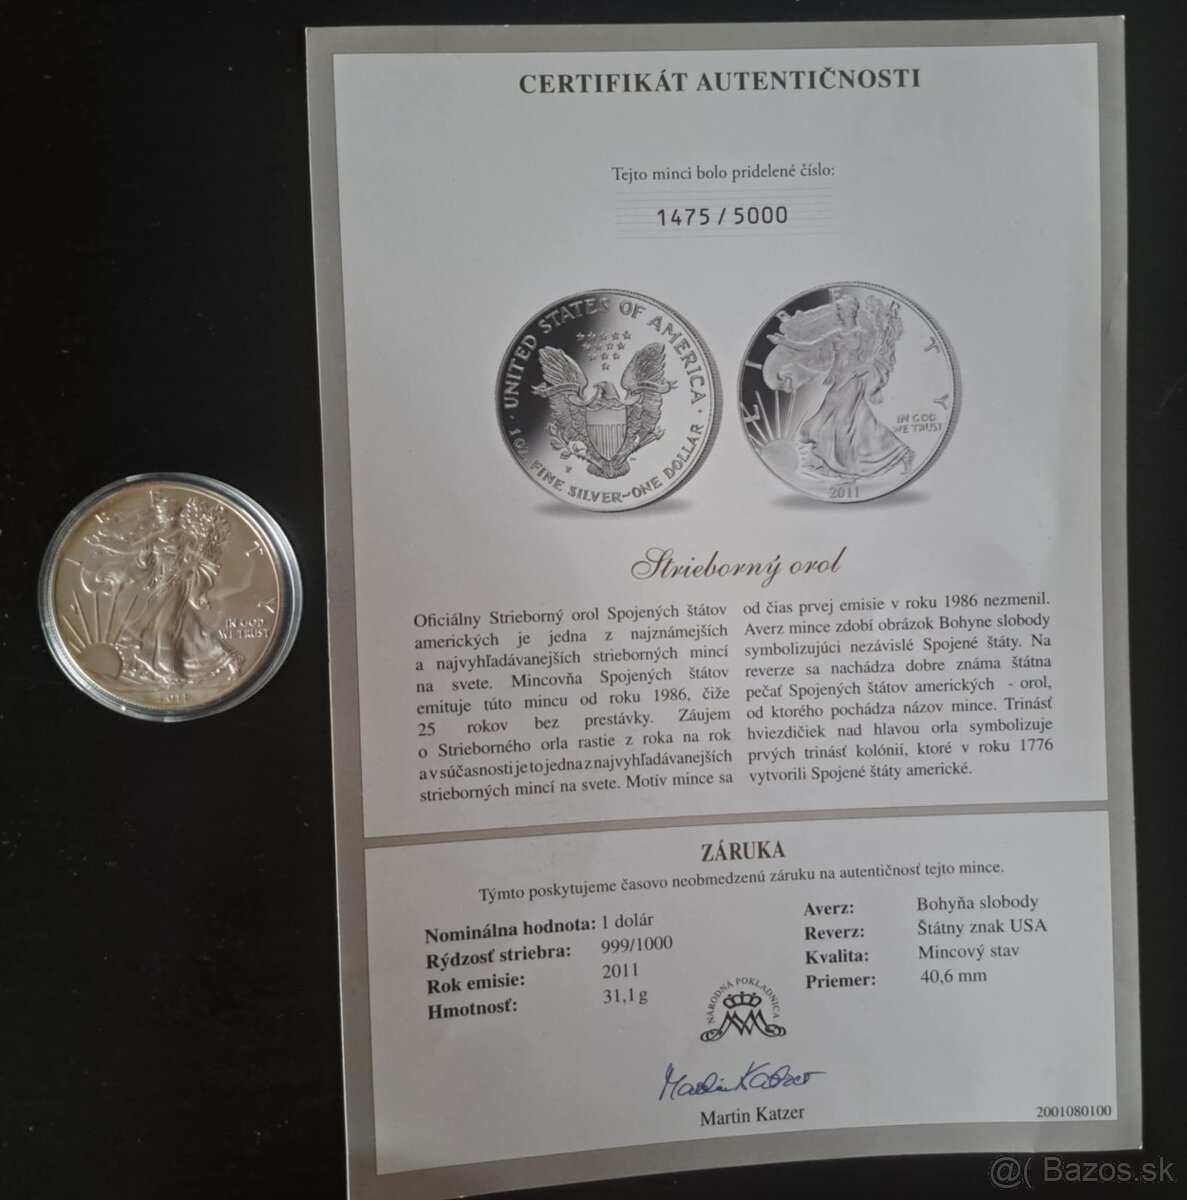 CERTIFIKÁT AUTENTIČNOSTI
Tejto minci bolo pridelené číslo:
1475 / 5000
UNITED STATES OF AMERICA
1 OZ. FINE SILVER~ONE DOLLAR
P
LIBERTY
IN GOD
WE TRUST
2011
Strieborný orol
Oficiálny Strieborný orol Spojených štátov
amerických je jedna z najznámejších
a najvyhľadávanejších strieborných mincí
na svete. Mincovňa Spojených štátov
emituje túto mincu od roku 1986, čiže
25 rokov bez prestávky. Záujem
o Strieborného orla rastie z roka na rok
a v súčasnosti je to jedna z najvyhľadávanejších
strieborných mincí na svete. Motív mince sa
od čias prvej emisie v roku 1986 nezmenil.
Averz mince zdobí obrázok Bohyne slobody
symbolizujúci nezávislé Spojené štáty. Na
reverze sa nachádza dobre známa štátna
pečať Spojených štátov amerických - orol,
od ktorého pochádza názov mince. Trinásť
hviezdičiek nad hlavou orla symbolizuje
prvých trinásť kolónií, ktoré v roku 1776
vytvorili Spojené štáty americké.
LIBERTY
IN GOD
WE TRUST
2011
ZÁRUKA
Týmto poskytujeme časovo neobmedzenú záruku na autentičnosť tejto mince.
Nominálna hodnota: 1 dolár
Rýdzosť striebra: 999/1000
Rok emisie: 2011
Hmotnosť: 31,1 g
Averz: Bohyňa slobody
Reverz: Štátny znak USA
Kvalita: Mincový stav
Priemer: 40,6 mm
NÁRODNÁ POKLADNICA
Martin Katzer
Martin Katzer
2001080100
@( Bazos.sk